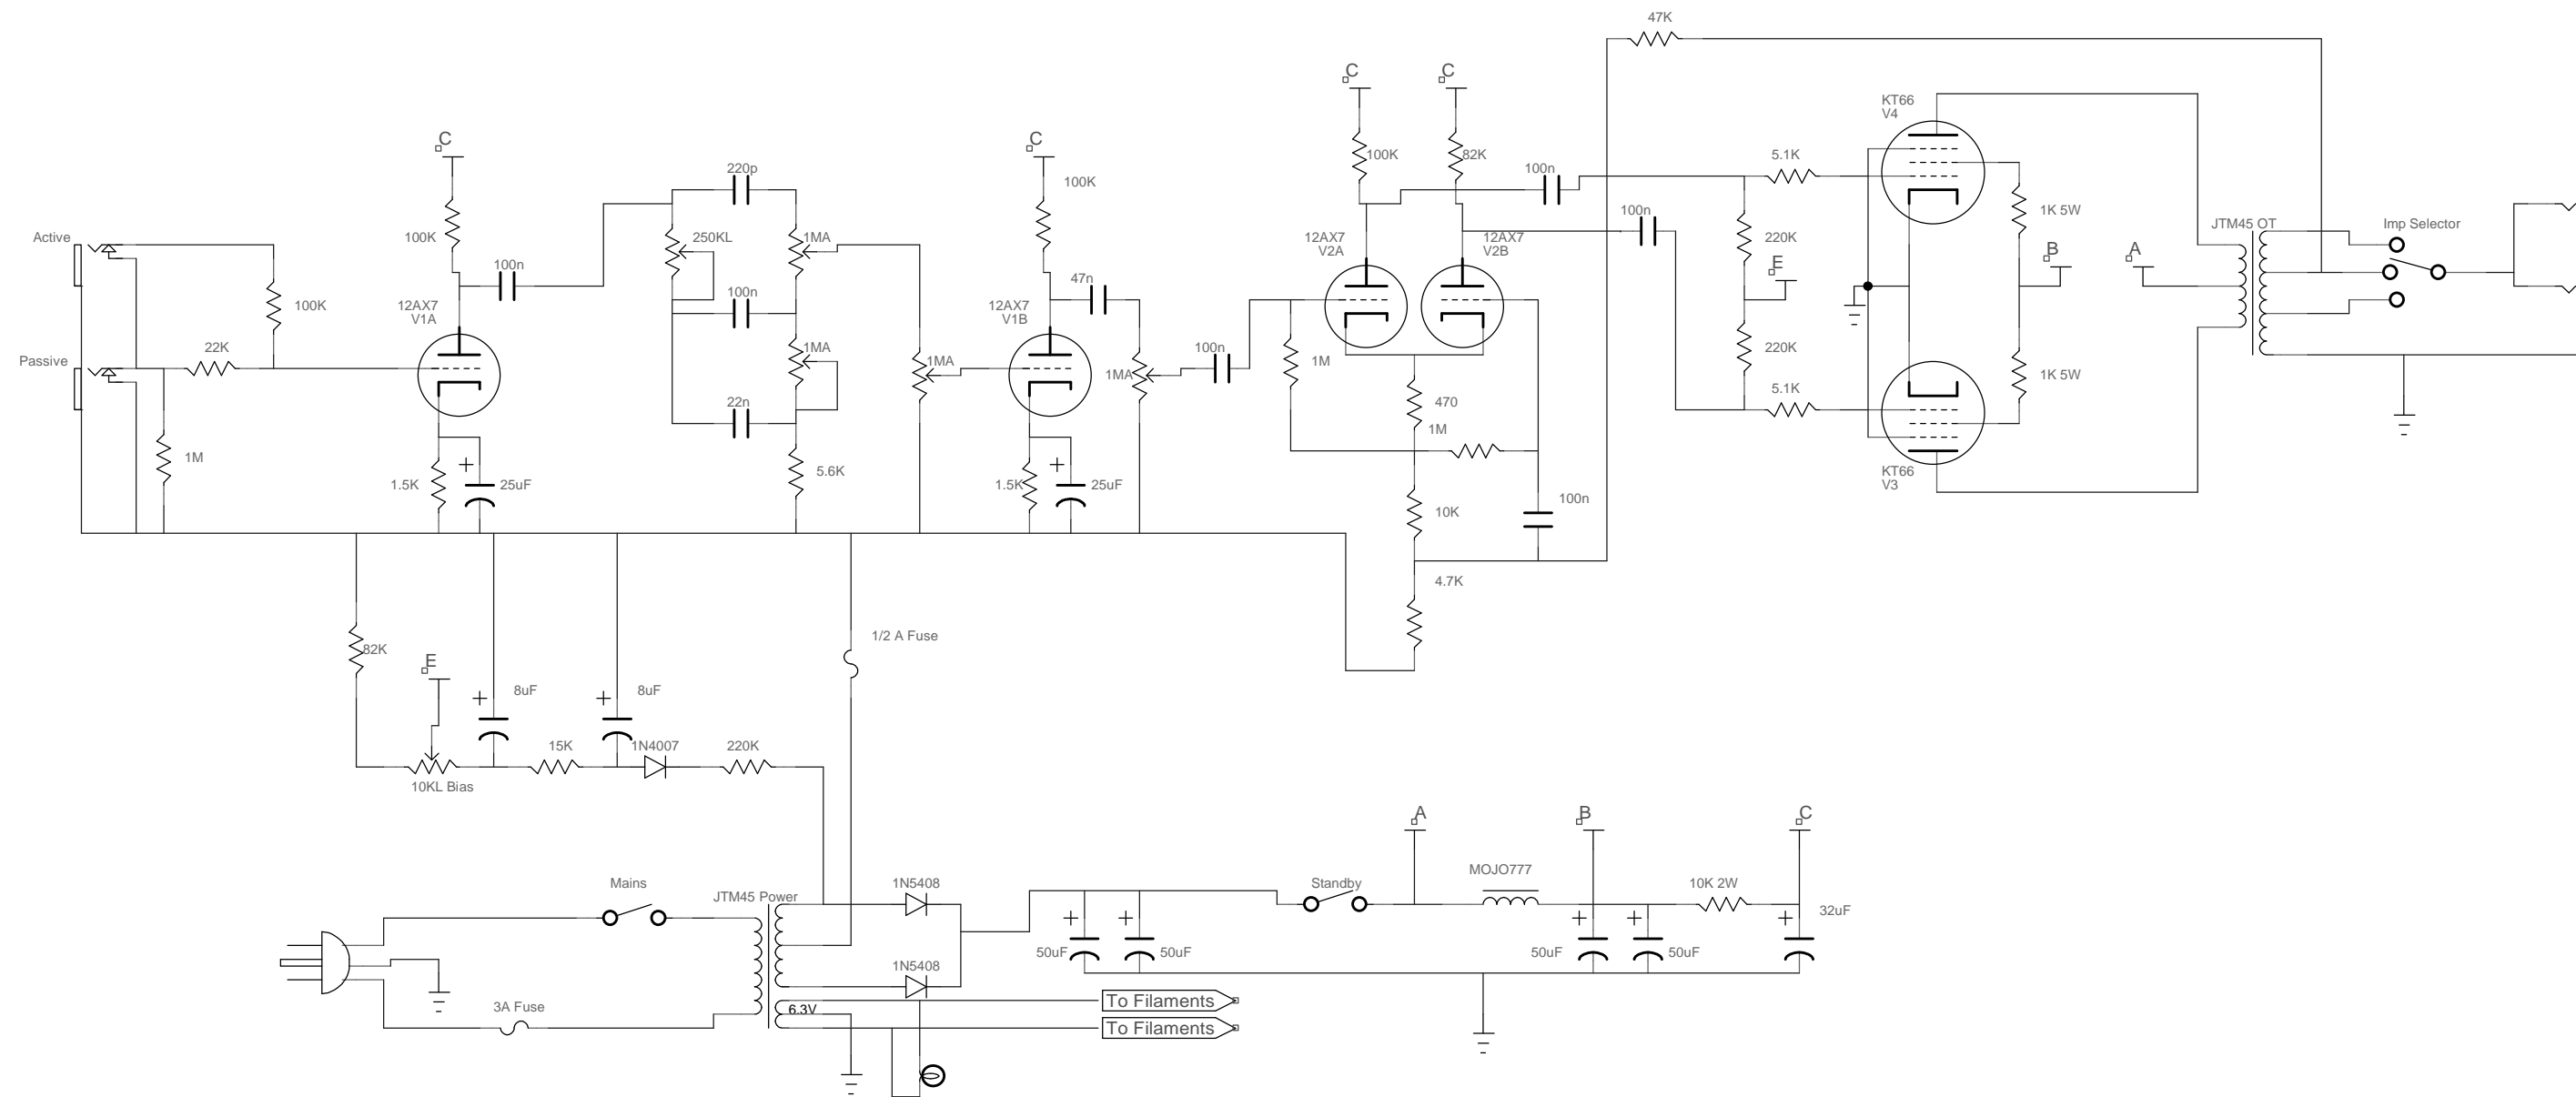 47K
C
C
KT66
V4
C
C
100K
82K
100n
5.1K
220p
100K
100n
1K 5W
Active
100K
250KL
1MA
12AX7
V2A
12AX7
V2B
220K
JTM45 OT
Imp Selector
B
A
E
100n
47n
100n
100K
12AX7
V1A
12AX7
V1B
22K
1MA
100n
220K
Passive
1MA
1MA
1M
1K 5W
5.1K
22n
470
1M
1M
5.6K
KT66
V3
1.5K
25uF
1.5K
25uF
100n
10K
4.7K
1/2 A Fuse
82K
E
8uF
8uF
15K
1N4007
220K
10KL Bias
A
B
C
MOJO777
Mains
JTM45 Power
1N5408
Standby
10K 2W
32uF
50uF
50uF
50uF
50uF
1N5408
3A Fuse
6.3V
To Filaments
To Filaments